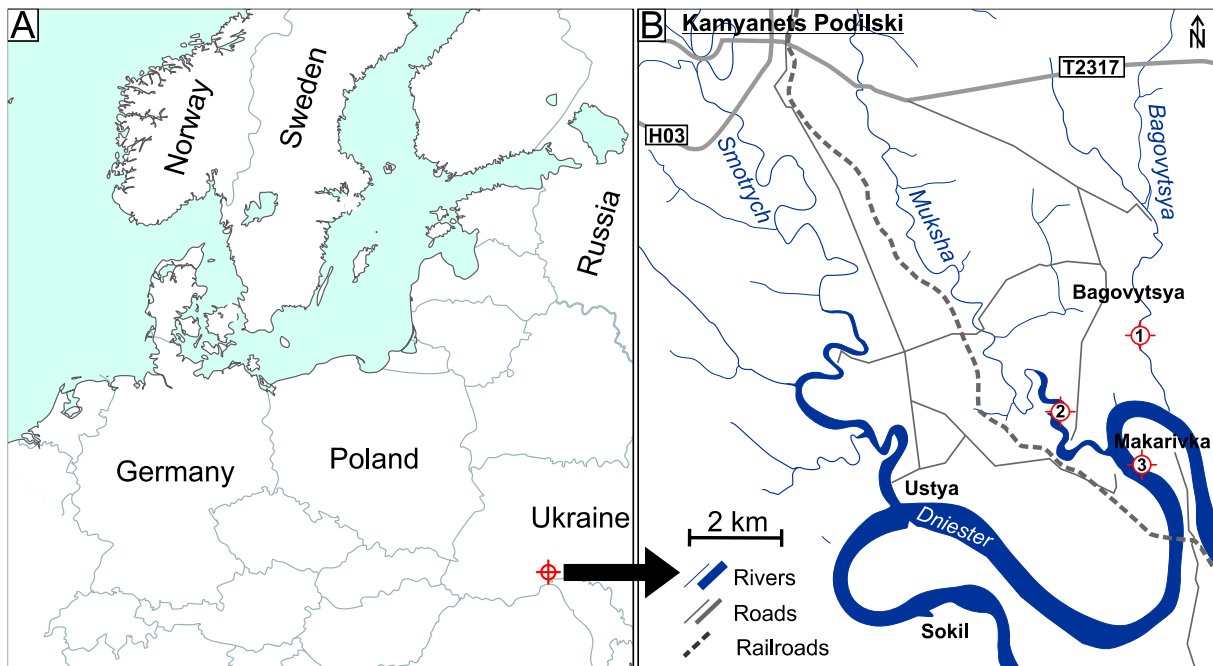 A
Norway
Sweden
Russia
Germany
Poland
Ukraine
B
Kamyanets Podilski
N
T2317
H03
Smotrych
Muksha
Bagovytsya
Bagovytsya
1
2
Makarivka
3
Ustya
Dniester
2 km
Rivers
Roads
Sokil
Railroads